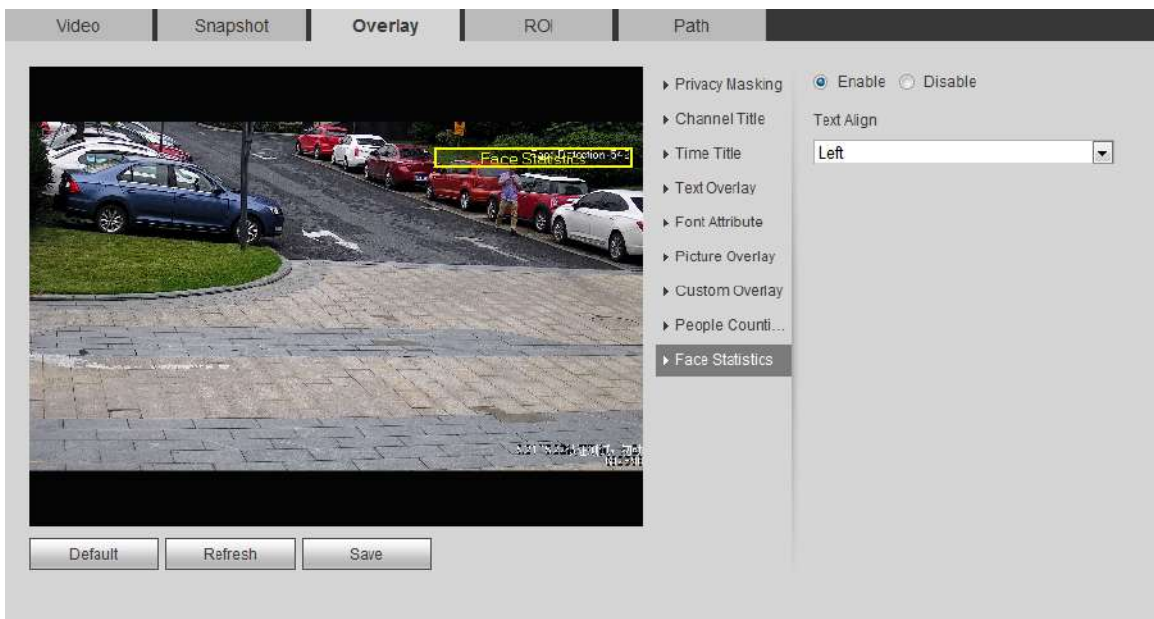 Video Snapshot Overlay ROI Path
Privacy Masking
Channel Title
Time Title
Text Overlay
Font Attribute
Picture Overlay
Custom Overlay
People Counti...
Face Statistics
Enable Disable
Text Align
Left
Face Statistics
Default Refresh Save